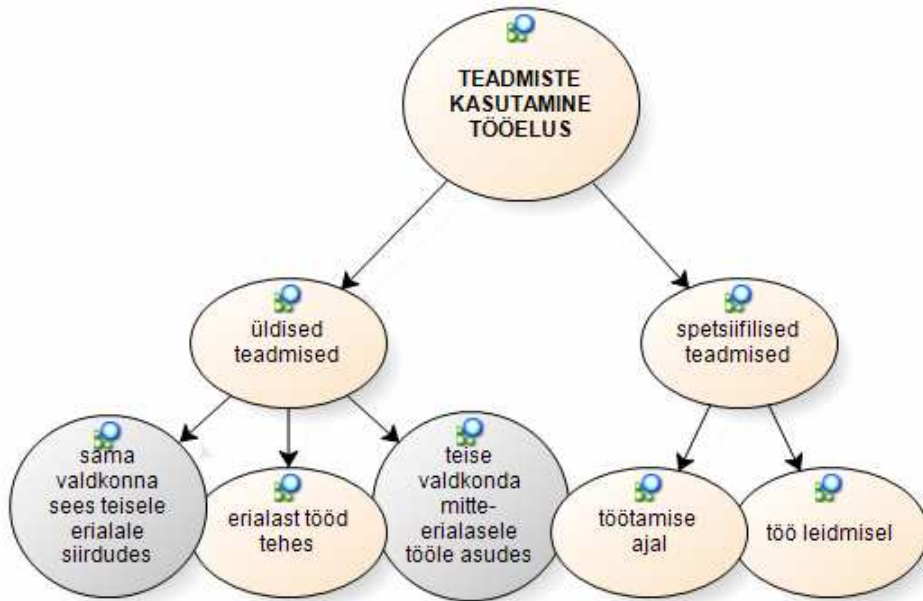 TEADMISTE
KASUTAMINE
TÖÖELUS
üldised
teadmised
spetsiifilised
teadmised
sama
valdkonna
sees teisele
erialale
siirdudes
erialast tööd
tehes
teise
valdkonda
mitte-
erialasele
tööle asudes
töötamise
ajal
töö leidmisel